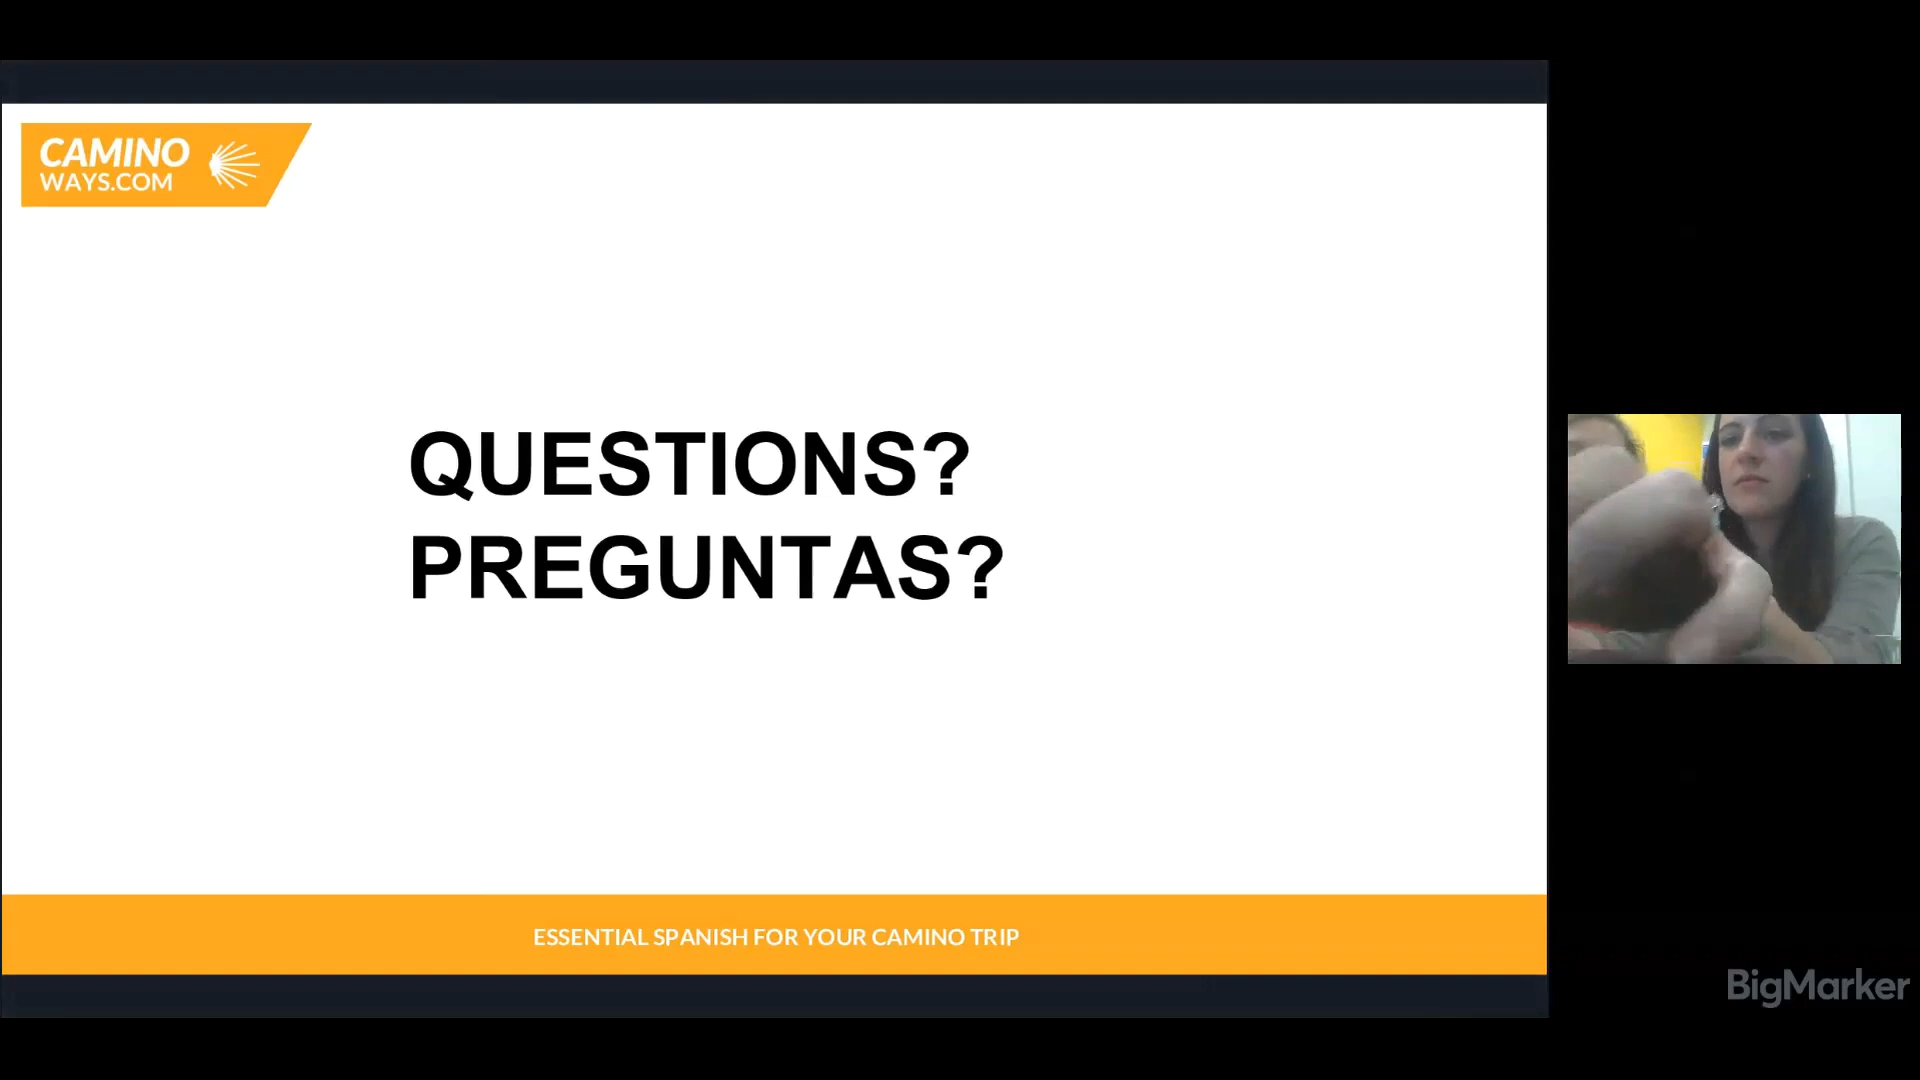 CAMINO
WAYS.COM
QUESTIONS?
PREGUNTAS?
ESSENTIAL SPANISH FOR YOUR CAMINO TRIP
BigMarker